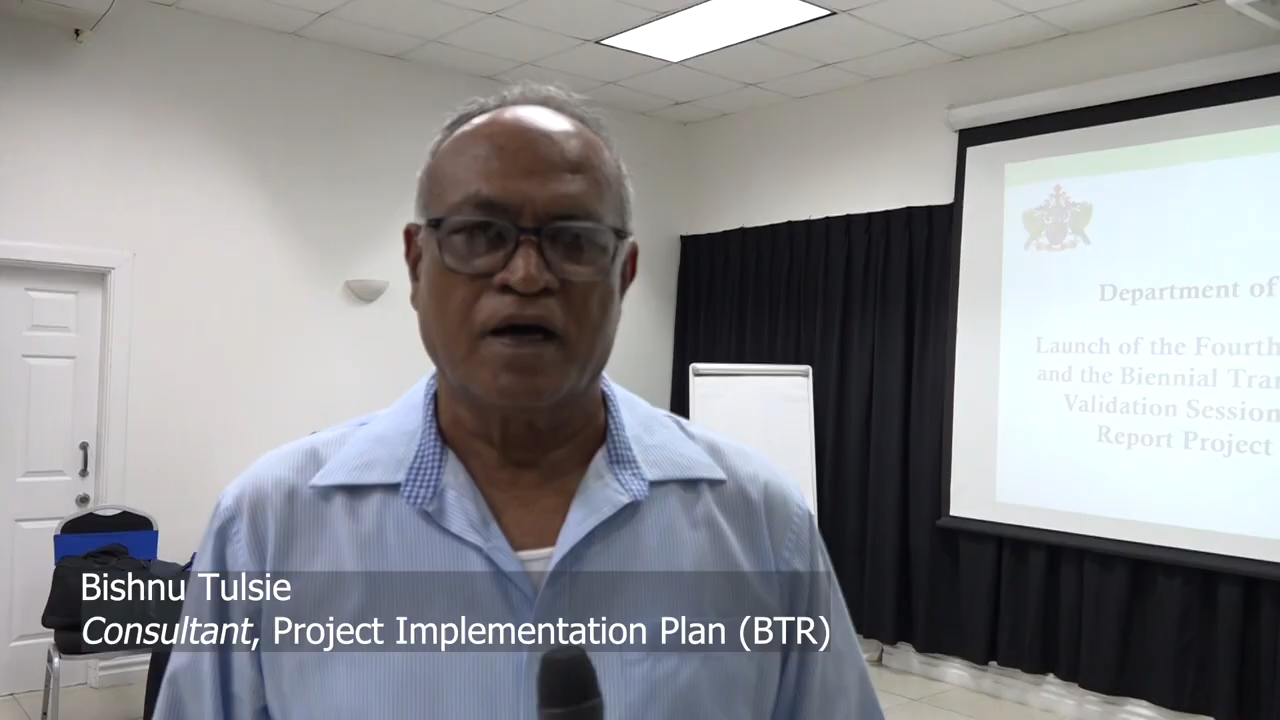 Department of
Launch of the Fourth
and the Biennial Tran
Validation Session
Report Project
Bishnu Tulsie
Consultant, Project Implementation Plan (BTR)